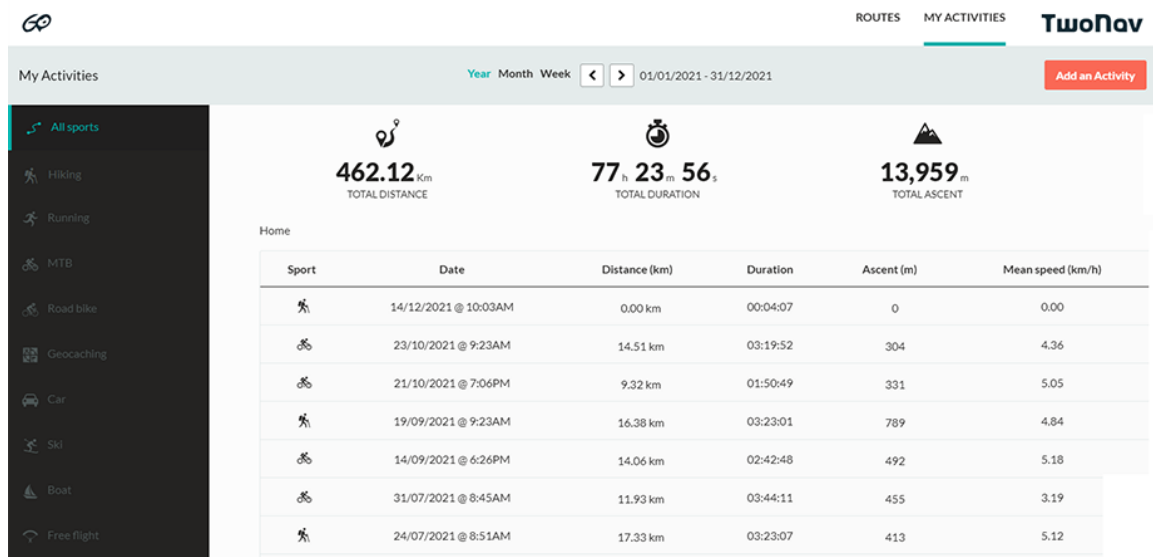 GO
ROUTES MY ACTIVITIES TwoNav
My Activities
Year Month Week < > 01/01/2021 - 31/12/2021
Add an Activity
All sports
Hiking
Running
MTB
Road bike
Geocaching
Car
Ski
Boat
Free flight
462.12 Km
TOTAL DISTANCE
77 h 23 m 56 s
TOTAL DURATION
13,959 m
TOTAL ASCENT
Home
Sport Date Distance (km) Duration Ascent (m) Mean speed (km/h)
14/12/2021 @ 10:03AM 0.00 km 00:04:07 0 0.00
23/10/2021 @ 9:23AM 14.51 km 03:19:52 304 4.36
21/10/2021 @ 7:06PM 9.32 km 01:50:49 331 5.05
19/09/2021 @ 9:23AM 16.38 km 03:23:01 789 4.84
14/09/2021 @ 6:26PM 14.06 km 02:42:48 492 5.18
31/07/2021 @ 8:45AM 11.93 km 03:44:11 455 3.19
24/07/2021 @ 8:51AM 17.33 km 03:23:07 413 5.12